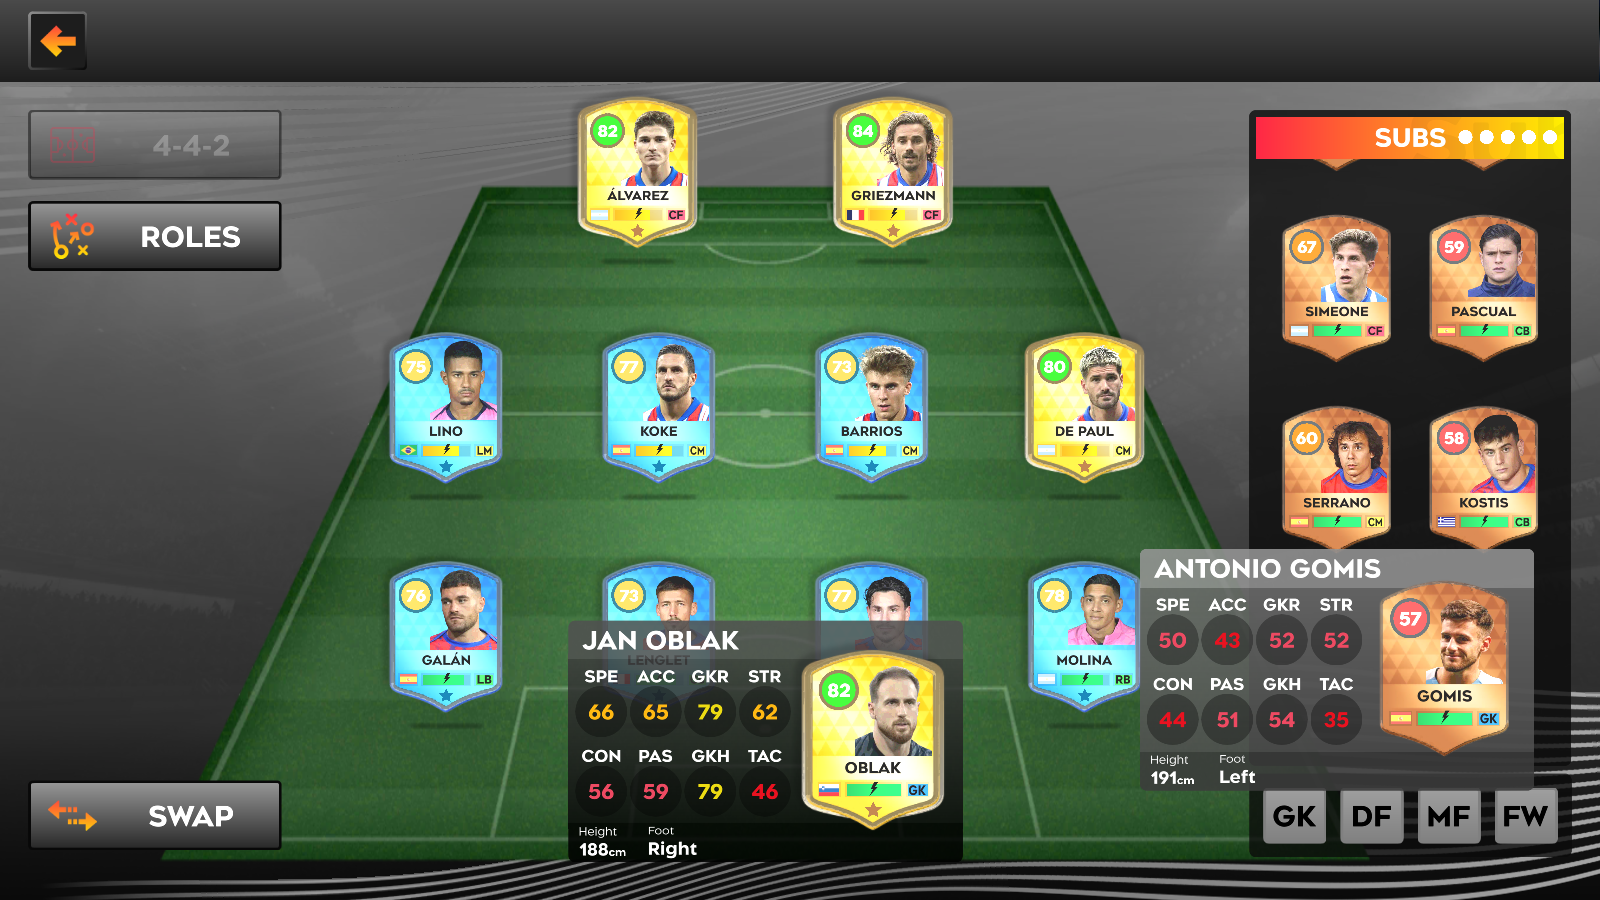 4-4-2
ROLES
SWAP
82
ÁLVAREZ
CF
84
GRIEZMANN
CF
75
LINO
LM
77
KOKE
CM
73
BARRIOS
CM
80
DE PAUL
CM
76
GALÁN
LB
73
LENGLET
77
78
MOLINA
RB
JAN OBLAK
SPE ACC GKR STR
66 65 79 62
CON PAS GKH TAC
56 59 79 46
Height Foot
188cm Right
82
OBLAK
GK
SUBS
67
SIMEONE
CF
59
PASCUAL
CB
60
SERRANO
CM
58
KOSTIS
CB
ANTONIO GOMIS
SPE ACC GKR STR
50 43 52 52
CON PAS GKH TAC
44 51 54 35
Height Foot
191cm Left
57
GOMIS
GK
GK DF MF FW